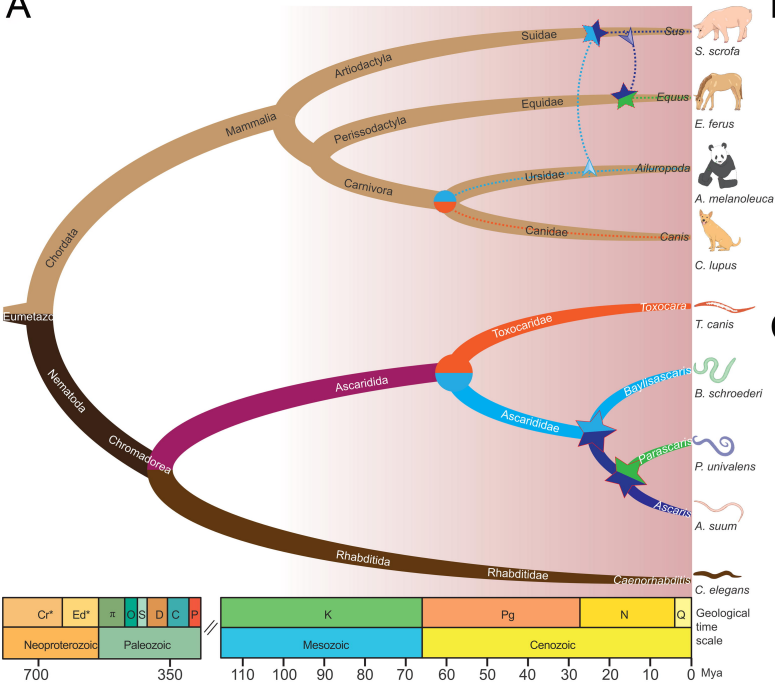 A
Suidae
Sus
S. scrofa
Artiodactyla
Equidae
Equus
E. ferus
Mammalia
Perissodactyla
Ursidae
Ailuropoda
A. melanoleuca
Carnivora
Canidae
Canis
C. lupus
Chordata
Eumetazo
Toxocara
T. canis
Toxocaridae
Nematoda
Ascaridida
Baylisascaris
B. schroederi
Ascarididae
Chromadorea
Parascaris
P. univalens
Ascaris
A. suum
Rhabditida
Rhabditidae
Caenorhabditis
C. elegans
Cr* Ed* π O S D C P K Pg N Q
Neoproterozoic Paleozoic Mesozoic Cenozoic
Geological
time
scale
700 350 110 100 90 80 70 60 50 40 30 20 10 0 Mya